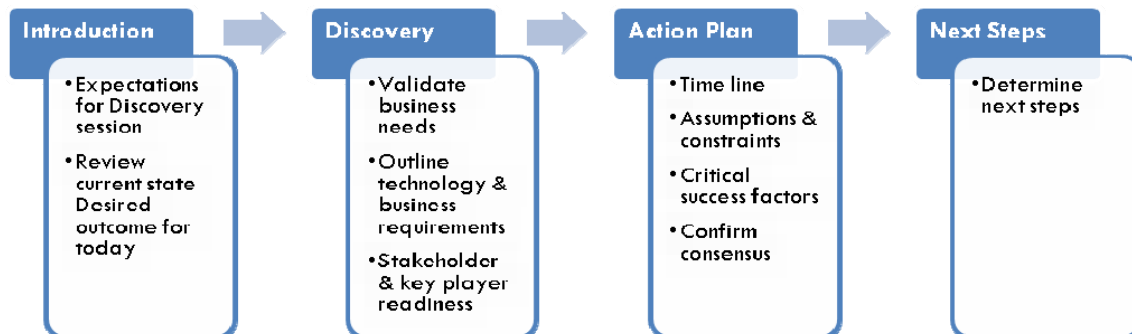 Introduction
•Expectations
for Discovery
session
•Review
current state
Desired
outcome for
today
Discovery
•Validate
business
needs
•Outline
technology &
business
requirements
•Stakeholder
& key player
readiness
Action Plan
•Time line
•Assumptions &
constraints
•Critical
success factors
•Confirm
consensus
Next Steps
•Determine
next steps